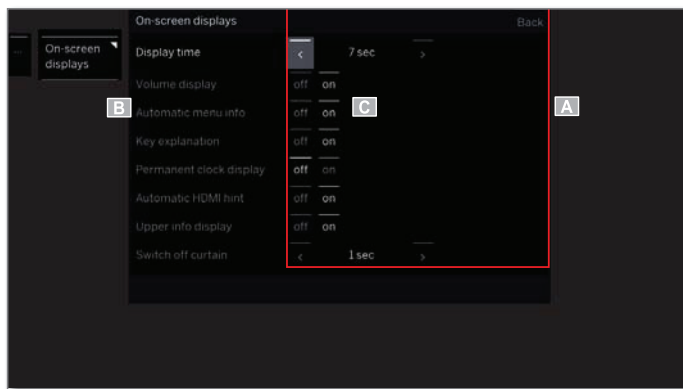 On-screen displays Back
... On-screen displays
Display time < 7 sec >
Volume display off on
B Automatic menu info off on C A
Key explanation off on
Permanent clock display off on
Automatic HDMI hint off on
Upper info display off on
Switch off curtain < 1 sec >